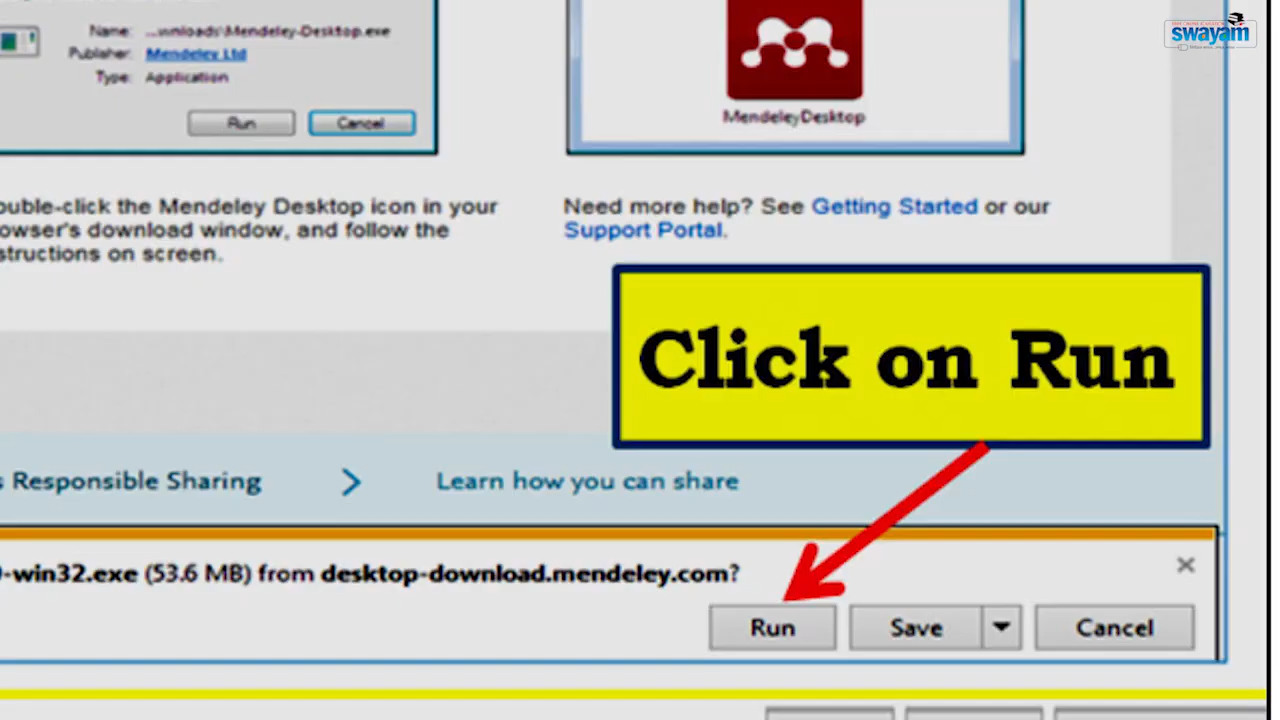 swayam
Name: ...wnloads\Mendeley-Desktop.exe
Publisher: Mendeley Ltd
Type: Application
Run Cancel
MendeleyDesktop
ouble-click the Mendeley Desktop icon in your
owser's download window, and follow the
structions on screen.
Need more help? See Getting Started or our
Support Portal.
Click on Run
s Responsible Sharing > Learn how you can share
-win32.exe (53.6 MB) from desktop-download.mendeley.com?
Run Save Cancel